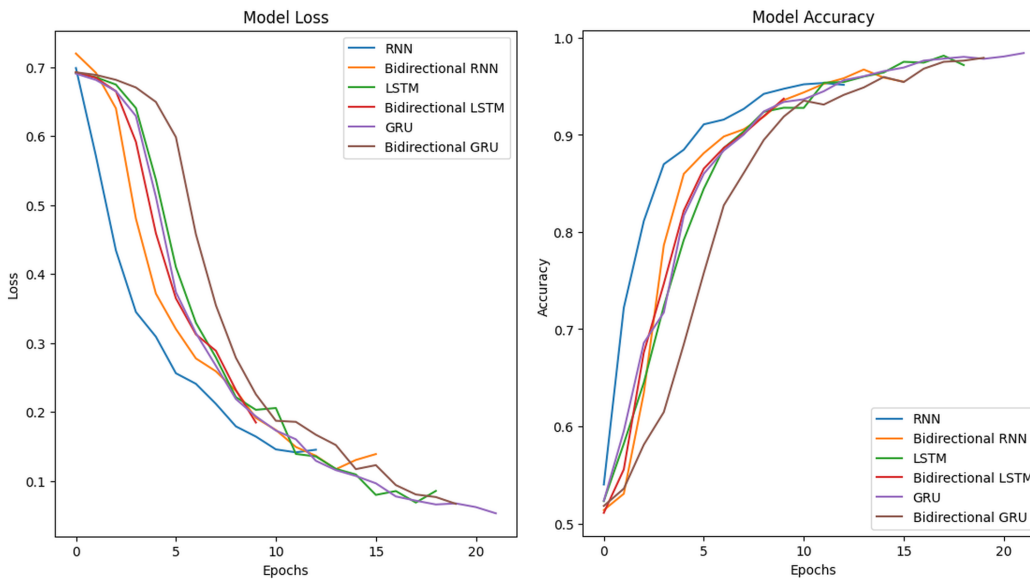 Model Loss
0.7
0.6
0.5
0.4
0.3
0.2
0.1
Loss
0
5
10
15
20
Epochs
RNN
Bidirectional RNN
LSTM
Bidirectional LSTM
GRU
Bidirectional GRU
Model Accuracy
1.0
0.9
0.8
0.7
0.6
0.5
Accuracy
0
5
10
15
20
Epochs
RNN
Bidirectional RNN
LSTM
Bidirectional LSTM
GRU
Bidirectional GRU